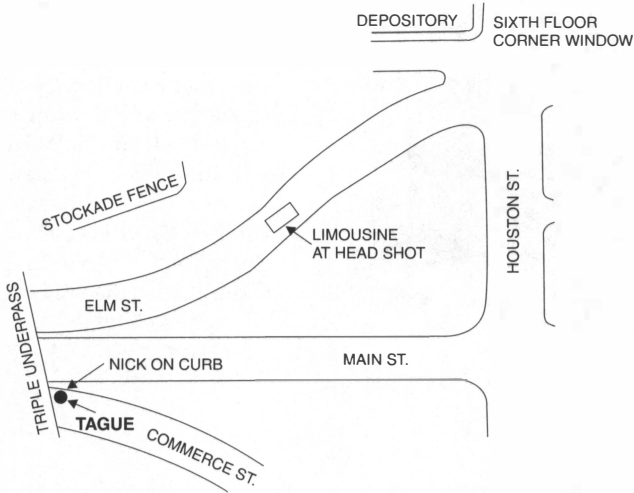 DEPOSITORY
SIXTH FLOOR
CORNER WINDOW
STOCKADE FENCE
HOUSTON ST.
LIMOUSINE
AT HEAD SHOT
ELM ST.
TRIPLE UNDERPASS
MAIN ST.
NICK ON CURB
TAGUE
COMMERCE ST.